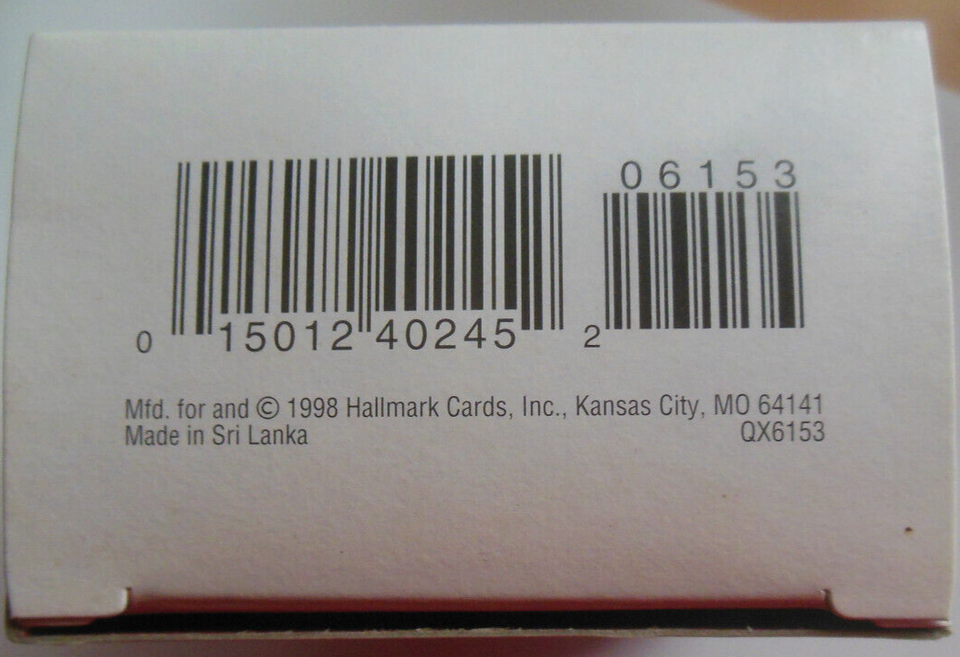 06153
0 15012 40245 2
Mfd. for and © 1998 Hallmark Cards, Inc., Kansas City, MO 64141
Made in Sri Lanka QX6153